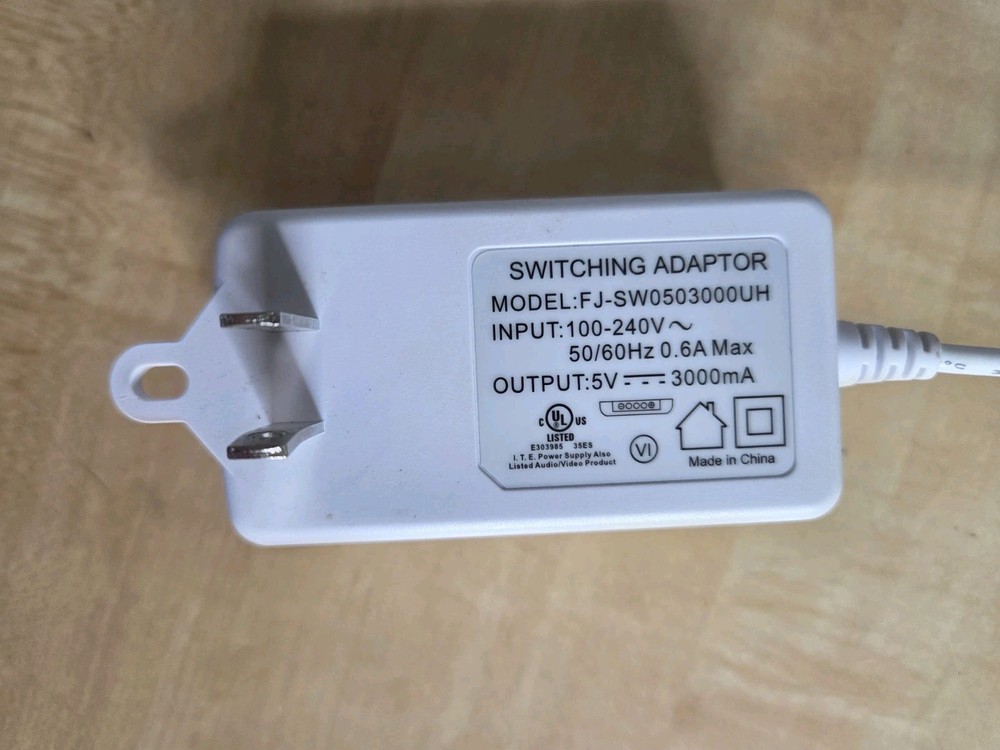 SWITCHING ADAPTOR
MODEL:FJ-SW0503000UH
INPUT:100-240V~
50/60Hz 0.6A Max
OUTPUT:5V⎓3000mA
C UL US
®
LISTED
E303985 35ES
I.T.E. Power Supply Also
Listed Audio/Video Product
VI
Made in China